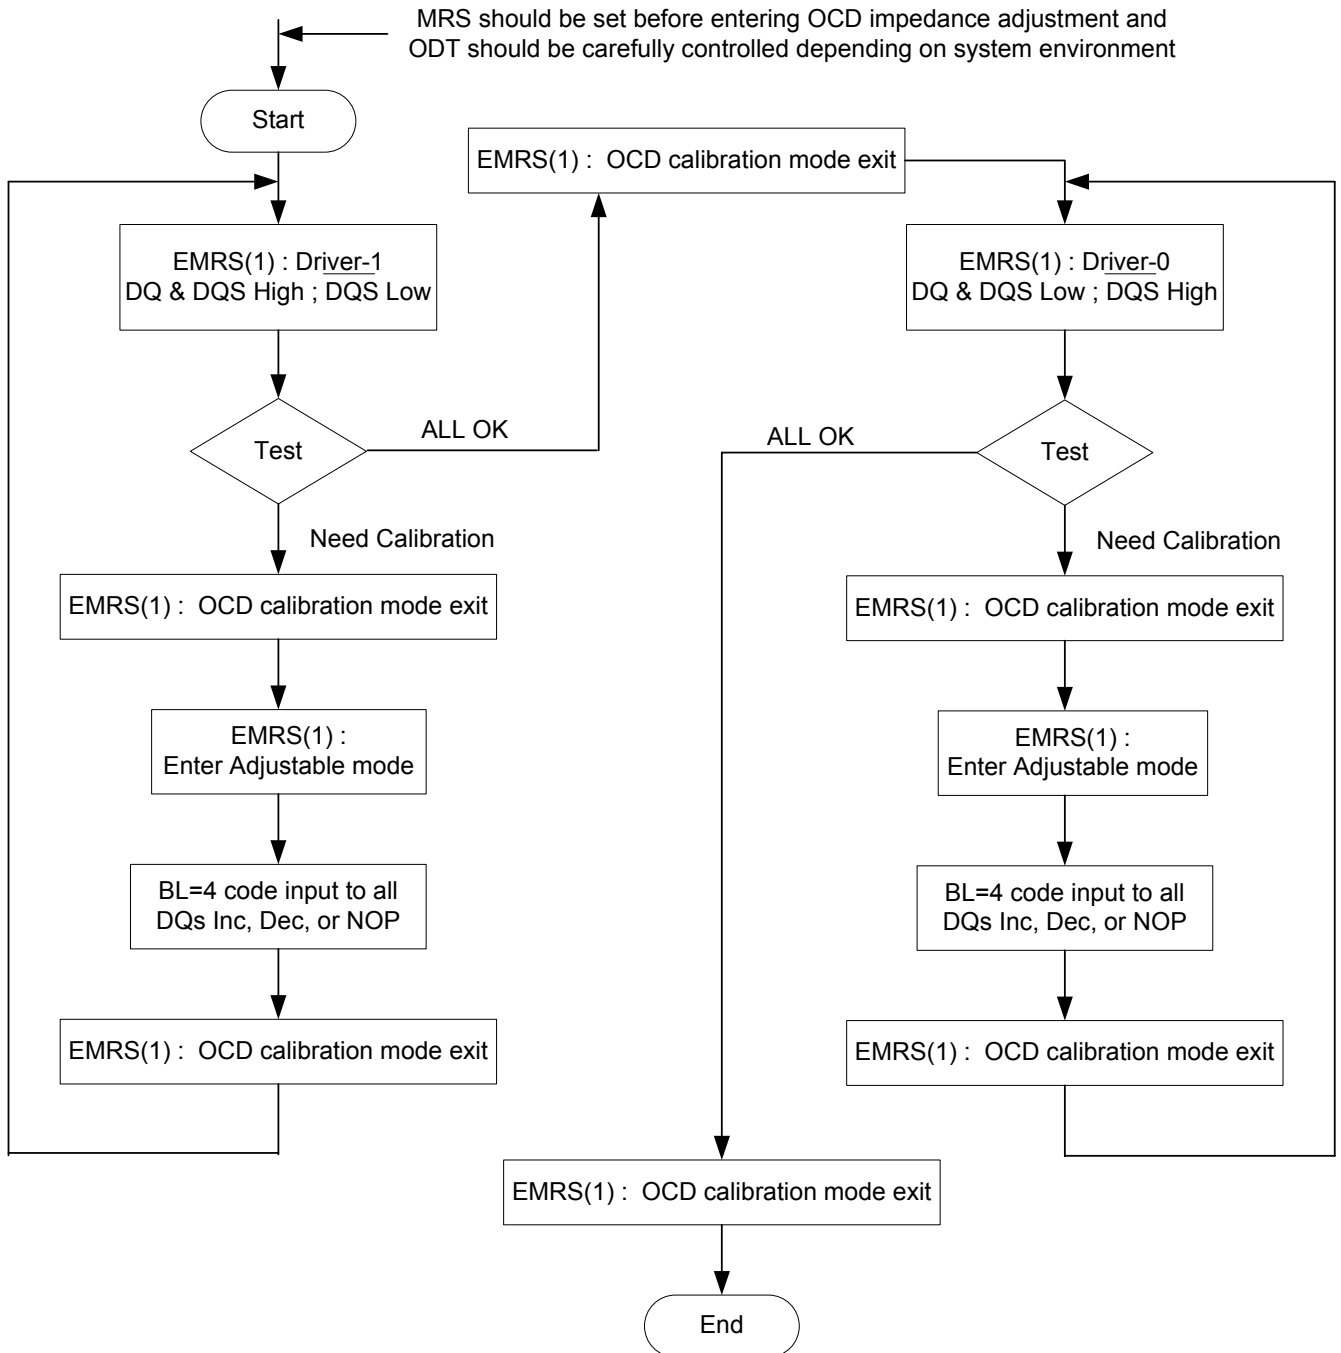 MRS should be set before entering OCD impedance adjustment and
ODT should be carefully controlled depending on system environment
Start
EMRS(1) : Driver-1
DQ & DQS High ; DQS Low
Test
ALL OK
Need Calibration
EMRS(1) : OCD calibration mode exit
EMRS(1) :
Enter Adjustable mode
BL=4 code input to all
DQs Inc, Dec, or NOP
EMRS(1) : OCD calibration mode exit
EMRS(1) : OCD calibration mode exit
EMRS(1) : Driver-0
DQ & DQS Low ; DQS High
Test
ALL OK
Need Calibration
EMRS(1) : OCD calibration mode exit
EMRS(1) :
Enter Adjustable mode
BL=4 code input to all
DQs Inc, Dec, or NOP
EMRS(1) : OCD calibration mode exit
EMRS(1) : OCD calibration mode exit
End